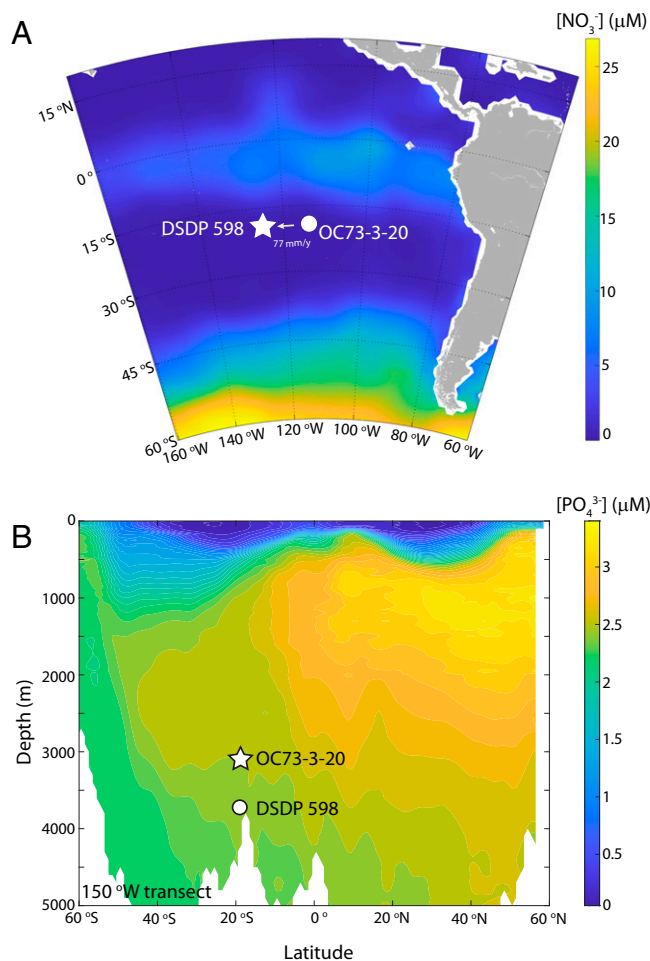 A
[NO₃⁻] (µM)
15 °N
0 °
15 °S
30 °S
45 °S
60 °S
160 °W
140 °W
120 °W
100 °W
80 °W
60 °W
DSDP 598
77 mm/y
OC73-3-20
25
20
15
10
5
0
B
[PO₄³⁻] (µM)
0
1000
2000
3000
4000
5000
Depth (m)
OC73-3-20
DSDP 598
150 °W transect
60 °S
40 °S
20 °S
0 °
20 °N
40 °N
60 °N
Latitude
3.5
3
2.5
2
1.5
1
0.5
0